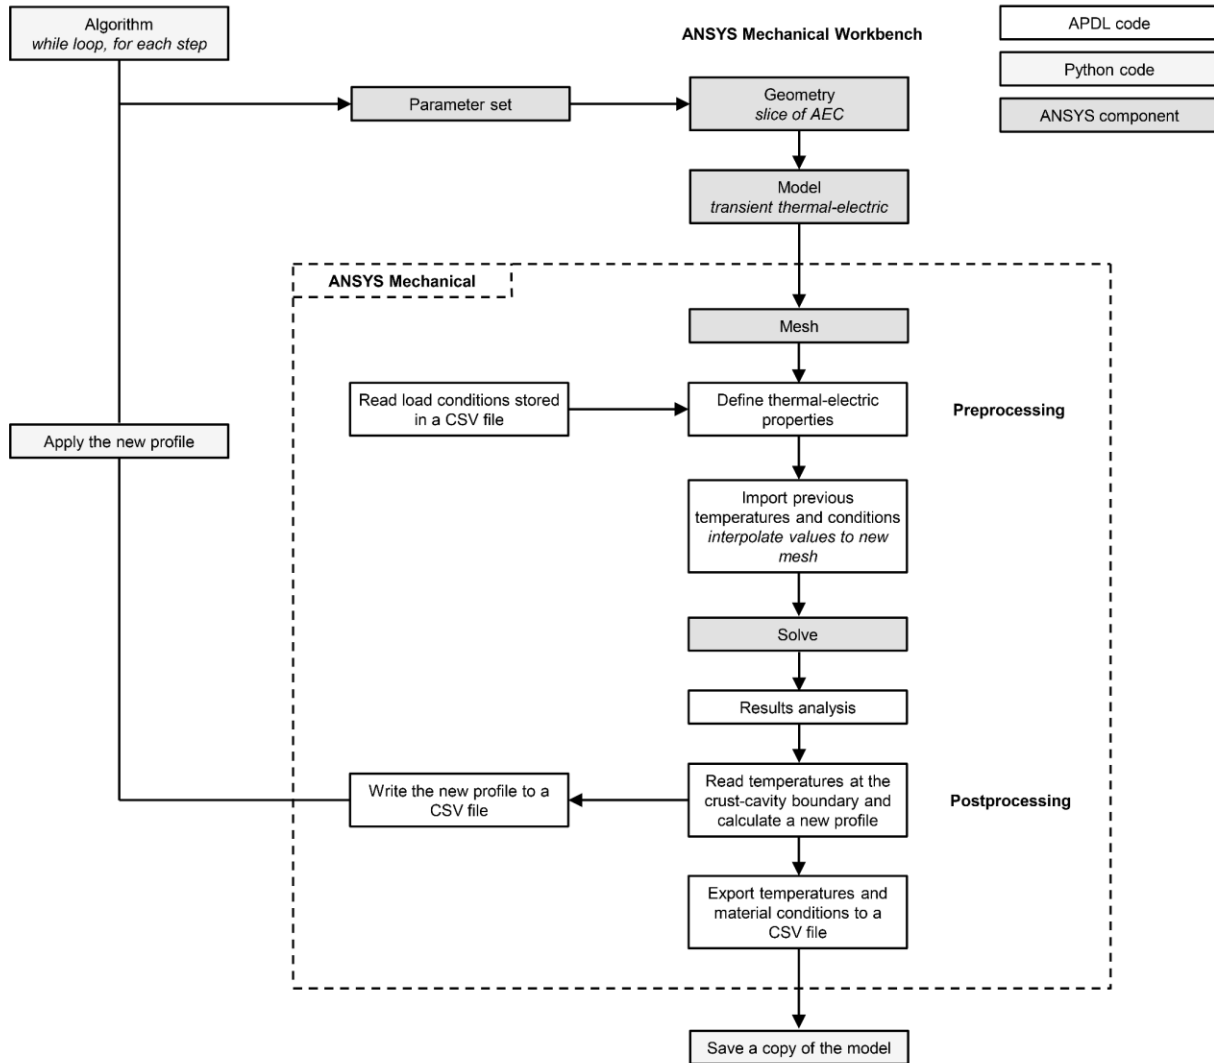 Algorithm
while loop, for each step
ANSYS Mechanical Workbench
APDL code
Python code
ANSYS component
Parameter set
Geometry
slice of AEC
Model
transient thermal-electric
ANSYS Mechanical
Mesh
Read load conditions stored
in a CSV file
Define thermal-electric
properties
Preprocessing
Apply the new profile
Import previous
temperatures and conditions
interpolate values to new
mesh
Solve
Results analysis
Write the new profile to a
CSV file
Read temperatures at the
crust-cavity boundary and
calculate a new profile
Postprocessing
Export temperatures and
material conditions to a
CSV file
Save a copy of the model